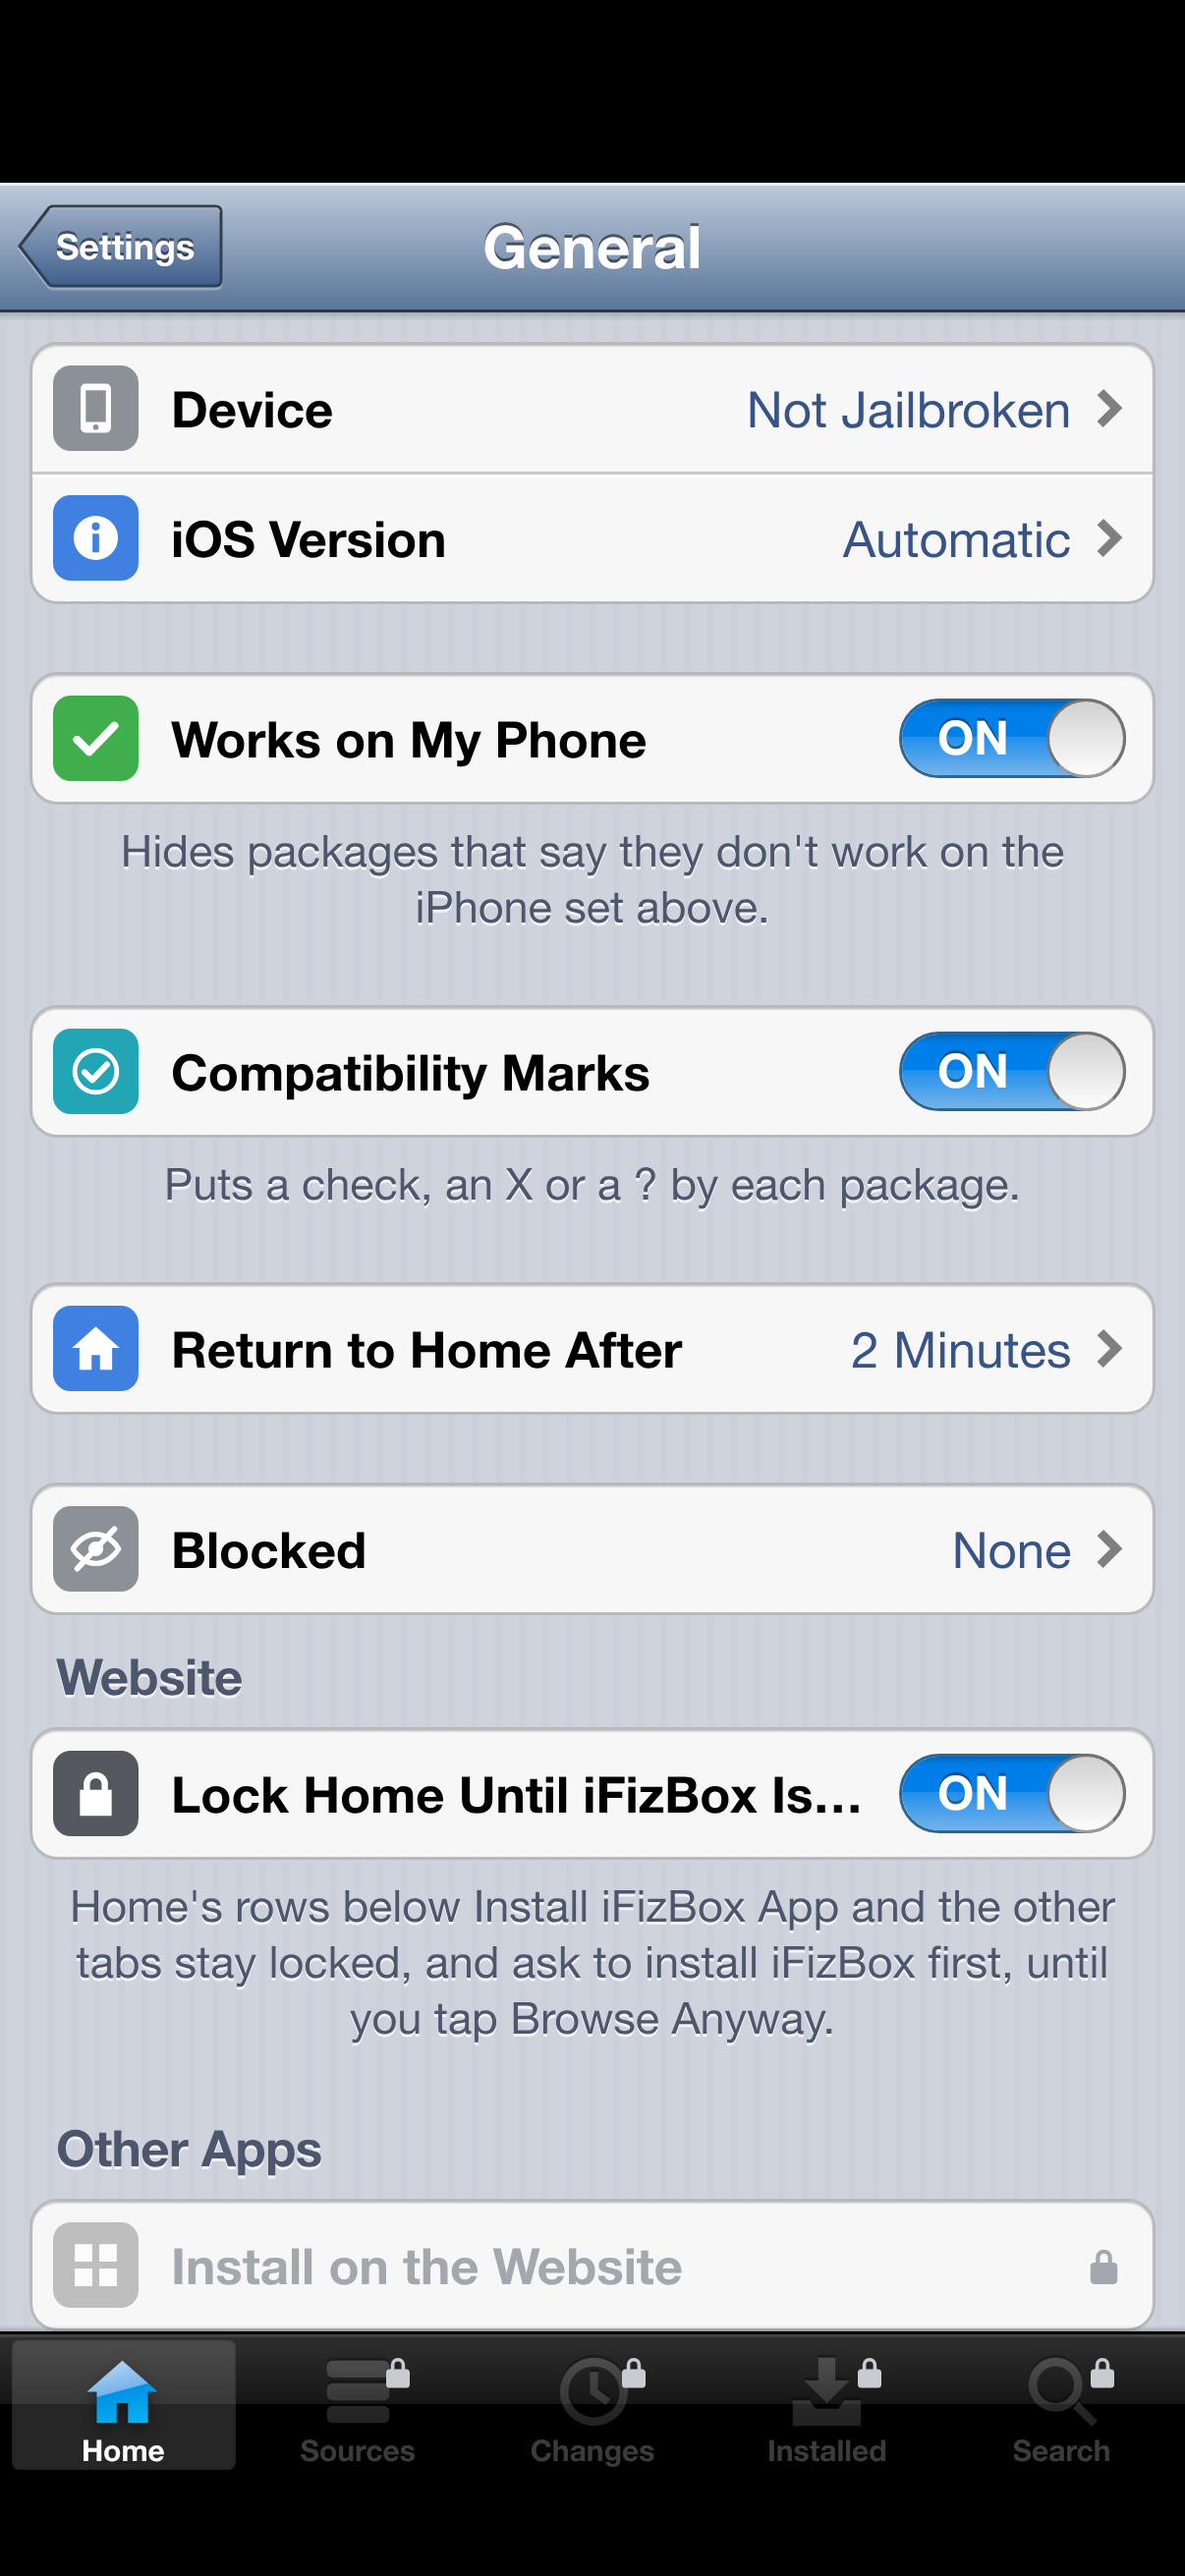 Settings
General
Device
Not Jailbroken
iOS Version
Automatic
Works on My Phone
ON
Hides packages that say they don't work on the
iPhone set above.
Compatibility Marks
ON
Puts a check, an X or a ? by each package.
Return to Home After
2 Minutes
Blocked
None
Website
Lock Home Until iFizBox Is...
ON
Home's rows below Install iFizBox App and the other
tabs stay locked, and ask to install iFizBox first, until
you tap Browse Anyway.
Other Apps
Install on the Website
Home
Sources
Changes
Installed
Search